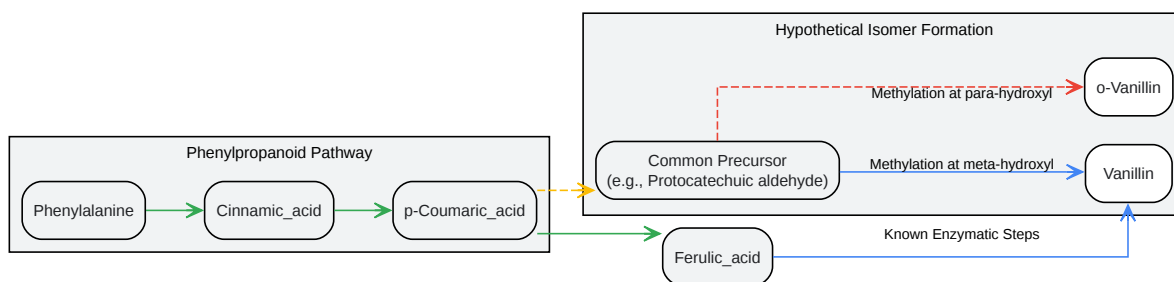 Hypothetical Isomer Formation
o-Vanillin
Methylation at para-hydroxyl
Phenylpropanoid Pathway
Common Precursor
(e.g., Protocatechuic aldehyde)
Methylation at meta-hydroxyl
Vanillin
Phenylalanine
Cinnamic_acid
p-Coumaric_acid
Known Enzymatic Steps
Ferulic_acid